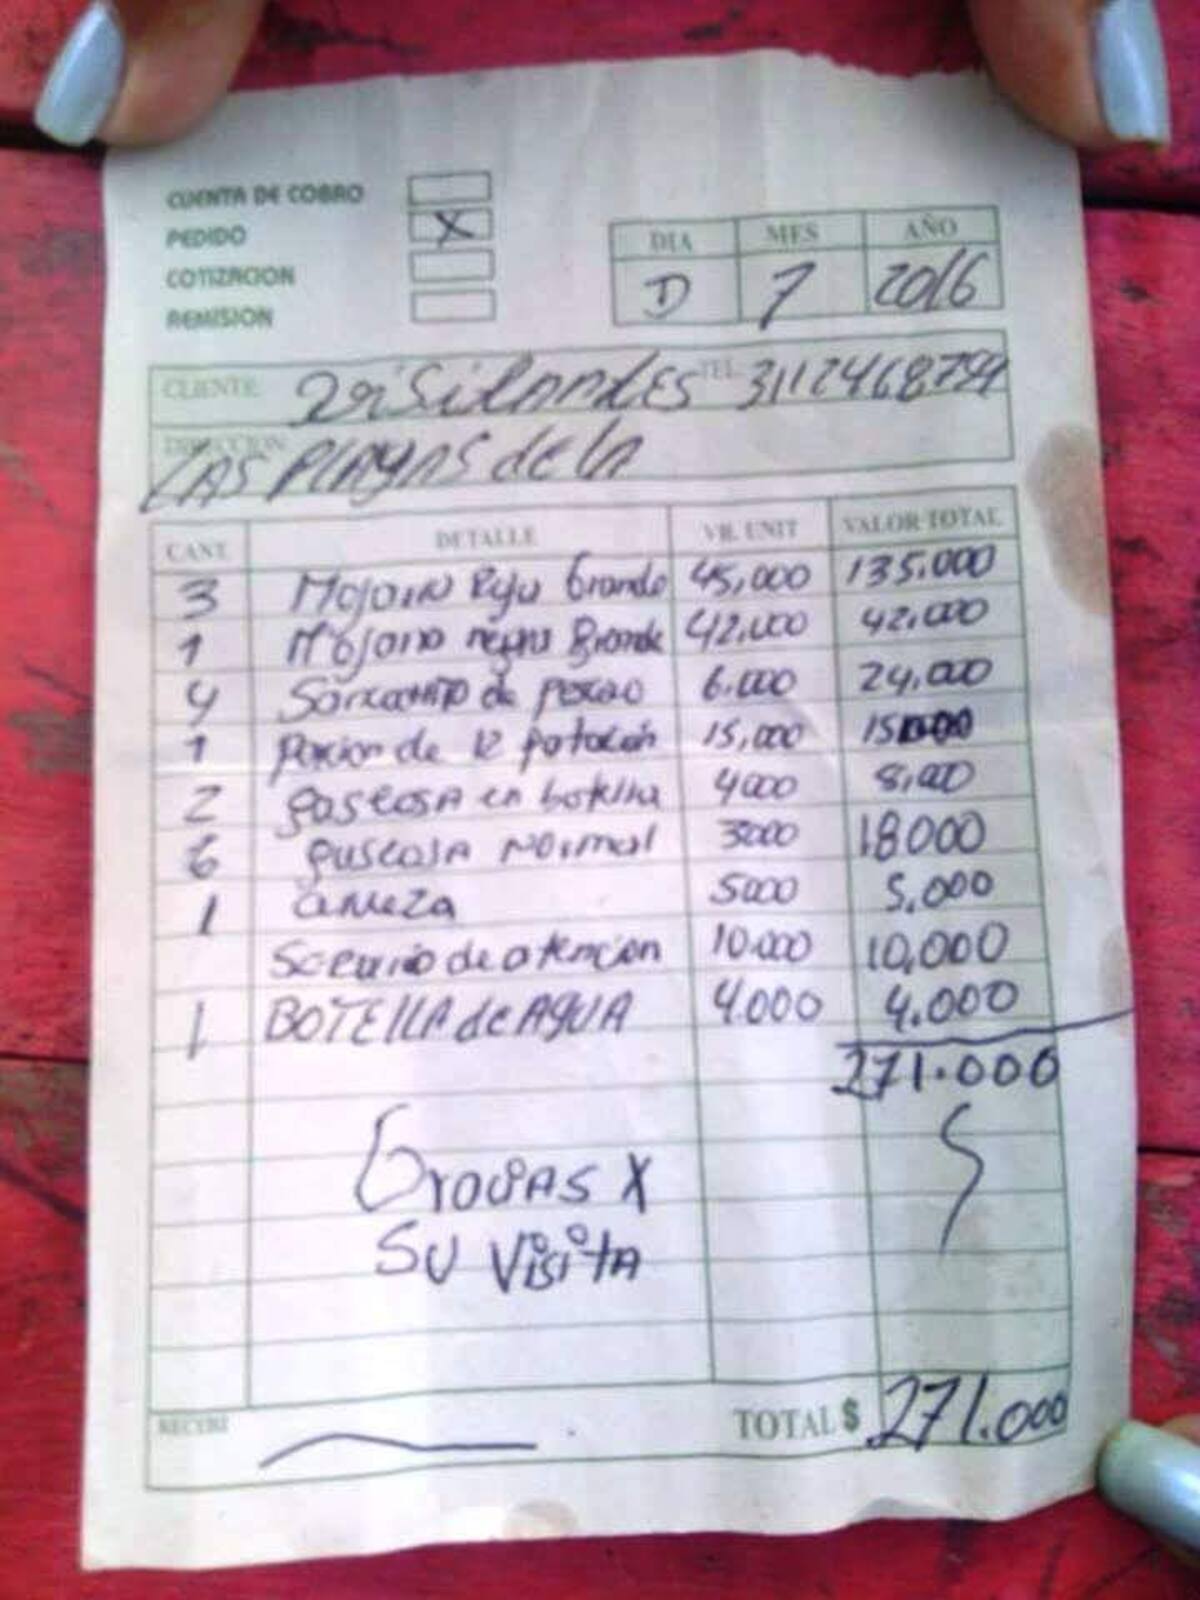 CUENTA DE COBRO
PEDIDO X
COTIZACION
REMISION
DIA MES AÑO
D 7 2016
CLIENTE TEL. 3112468794
DIRECCION
LAS PLAYAS de la
CANT. DETALLE VR. UNIT VALOR TOTAL
3 Mojarra Roja Grande 45,000 135.000
1 Mojarra negra Grande 42.000 42.000
4 de pescao 6.000 24,000
1 Porcion de 12 15,000 15000
2 gaseosa en botella 4000 8,000
6 gaseosa normal 3000 18000
1 cerveza 5000 5,000
Servicio de atencion 10.000 10,000
1 BOTELLA de AGUA 4.000 4.000
271.000
Gracias X
SU VisitA
RECIBI TOTAL $ 271.000